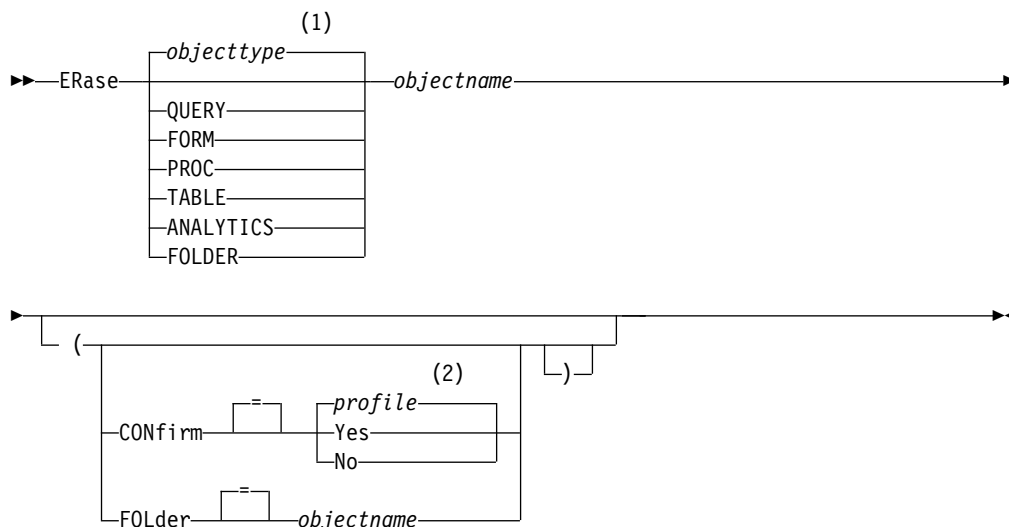 (1)
objecttype
ERase objectname
QUERY
FORM
PROC
TABLE
ANALYTICS
FOLDER
( )
(2)
= profile
CONfirm Yes
No
=
FOLder objectname